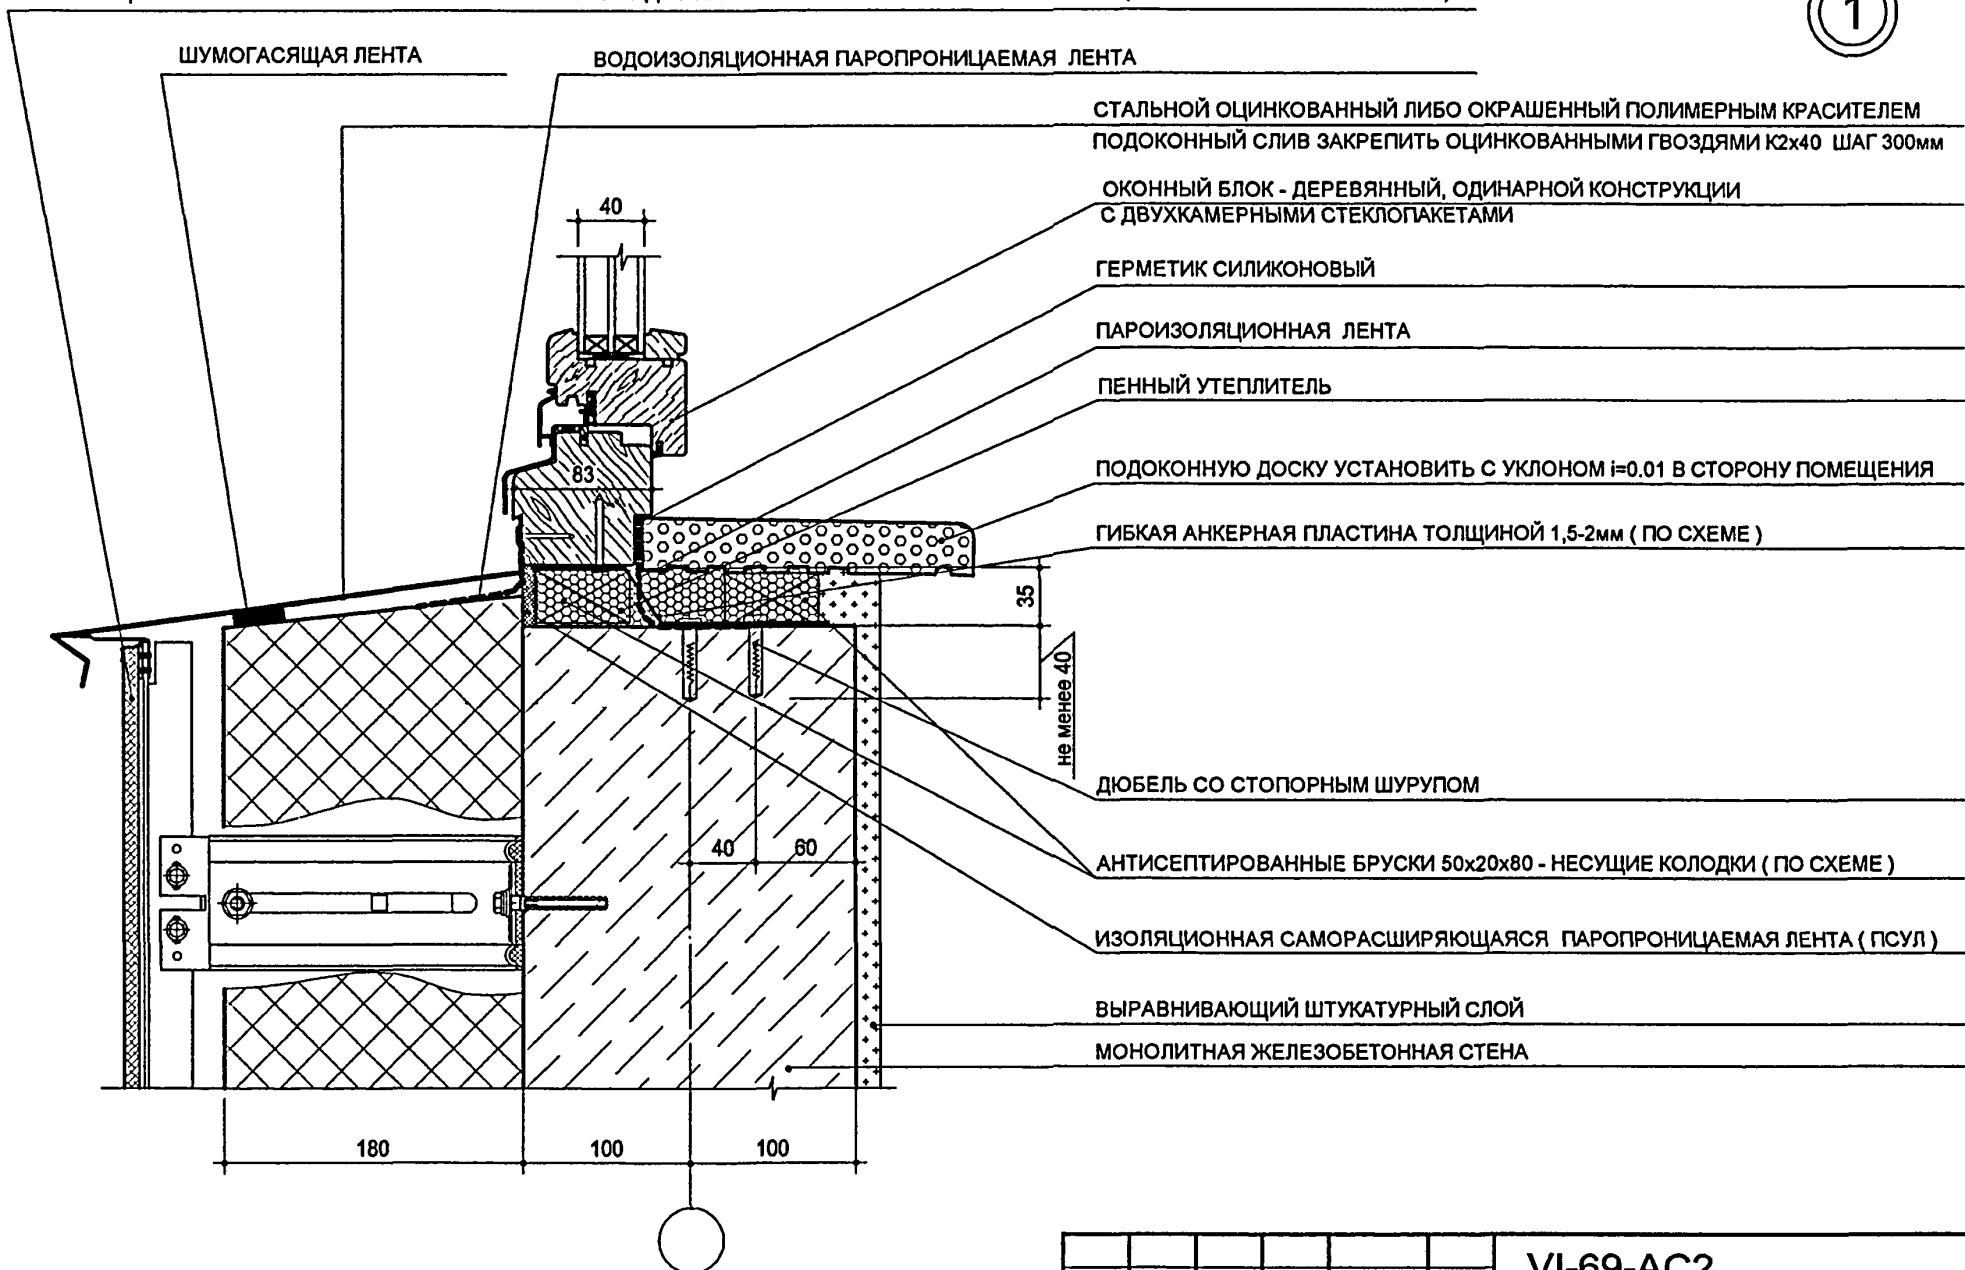 1
ШУМОГАСЯЩАЯ ЛЕНТА
ВОДОИЗОЛЯЦИОННАЯ ПАРОПРОНИЦАЕМАЯ ЛЕНТА
СТАЛЬНОЙ ОЦИНКОВАННЫЙ ЛИБО ОКРАШЕННЫЙ ПОЛИМЕРНЫМ КРАСИТЕЛЕМ
ПОДОКОННЫЙ СЛИВ ЗАКРЕПИТЬ ОЦИНКОВАННЫМИ ГВОЗДЯМИ К2х40 ШАГ 300мм
ОКОННЫЙ БЛОК - ДЕРЕВЯННЫЙ, ОДИНАРНОЙ КОНСТРУКЦИИ
С ДВУХКАМЕРНЫМИ СТЕКЛОПАКЕТАМИ
40
ГЕРМЕТИК СИЛИКОНОВЫЙ
ПАРОИЗОЛЯЦИОННАЯ ЛЕНТА
ПЕННЫЙ УТЕПЛИТЕЛЬ
83
ПОДОКОННУЮ ДОСКУ УСТАНОВИТЬ С УКЛОНОМ i=0.01 В СТОРОНУ ПОМЕЩЕНИЯ
ГИБКАЯ АНКЕРНАЯ ПЛАСТИНА ТОЛЩИНОЙ 1,5-2мм ( ПО СХЕМЕ )
35
не менее 40
ДЮБЕЛЬ СО СТОПОРНЫМ ШУРУПОМ
40
60
АНТИСЕПТИРОВАННЫЕ БРУСКИ 50х20х80 - НЕСУЩИЕ КОЛОДКИ ( ПО СХЕМЕ )
ИЗОЛЯЦИОННАЯ САМОРАСШИРЯЮЩАЯСЯ ПАРОПРОНИЦАЕМАЯ ЛЕНТА ( ПСУЛ )
ВЫРАВНИВАЮЩИЙ ШТУКАТУРНЫЙ СЛОЙ
МОНОЛИТНАЯ ЖЕЛЕЗОБЕТОННАЯ СТЕНА
180
100
100
VI-69-АС2